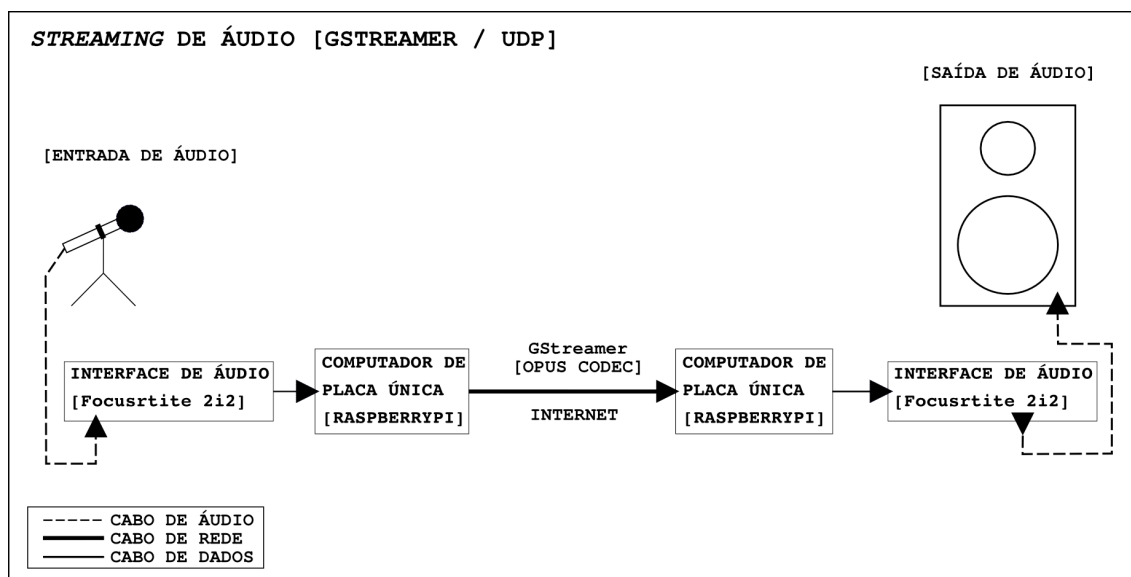 STREAMING DE ÁUDIO [GSTREAMER / UDP]
[SAÍDA DE ÁUDIO]
[ENTRADA DE ÁUDIO]
INTERFACE DE ÁUDIO
[Focusrtite 2i2]
COMPUTADOR DE
PLACA ÚNICA
[RASPBERRYPI]
GStreamer
[OPUS CODEC]
INTERNET
COMPUTADOR DE
PLACA ÚNICA
[RASPBERRYPI]
INTERFACE DE ÁUDIO
[Focusrtite 2i2]
CABO DE ÁUDIO
CABO DE REDE
CABO DE DADOS